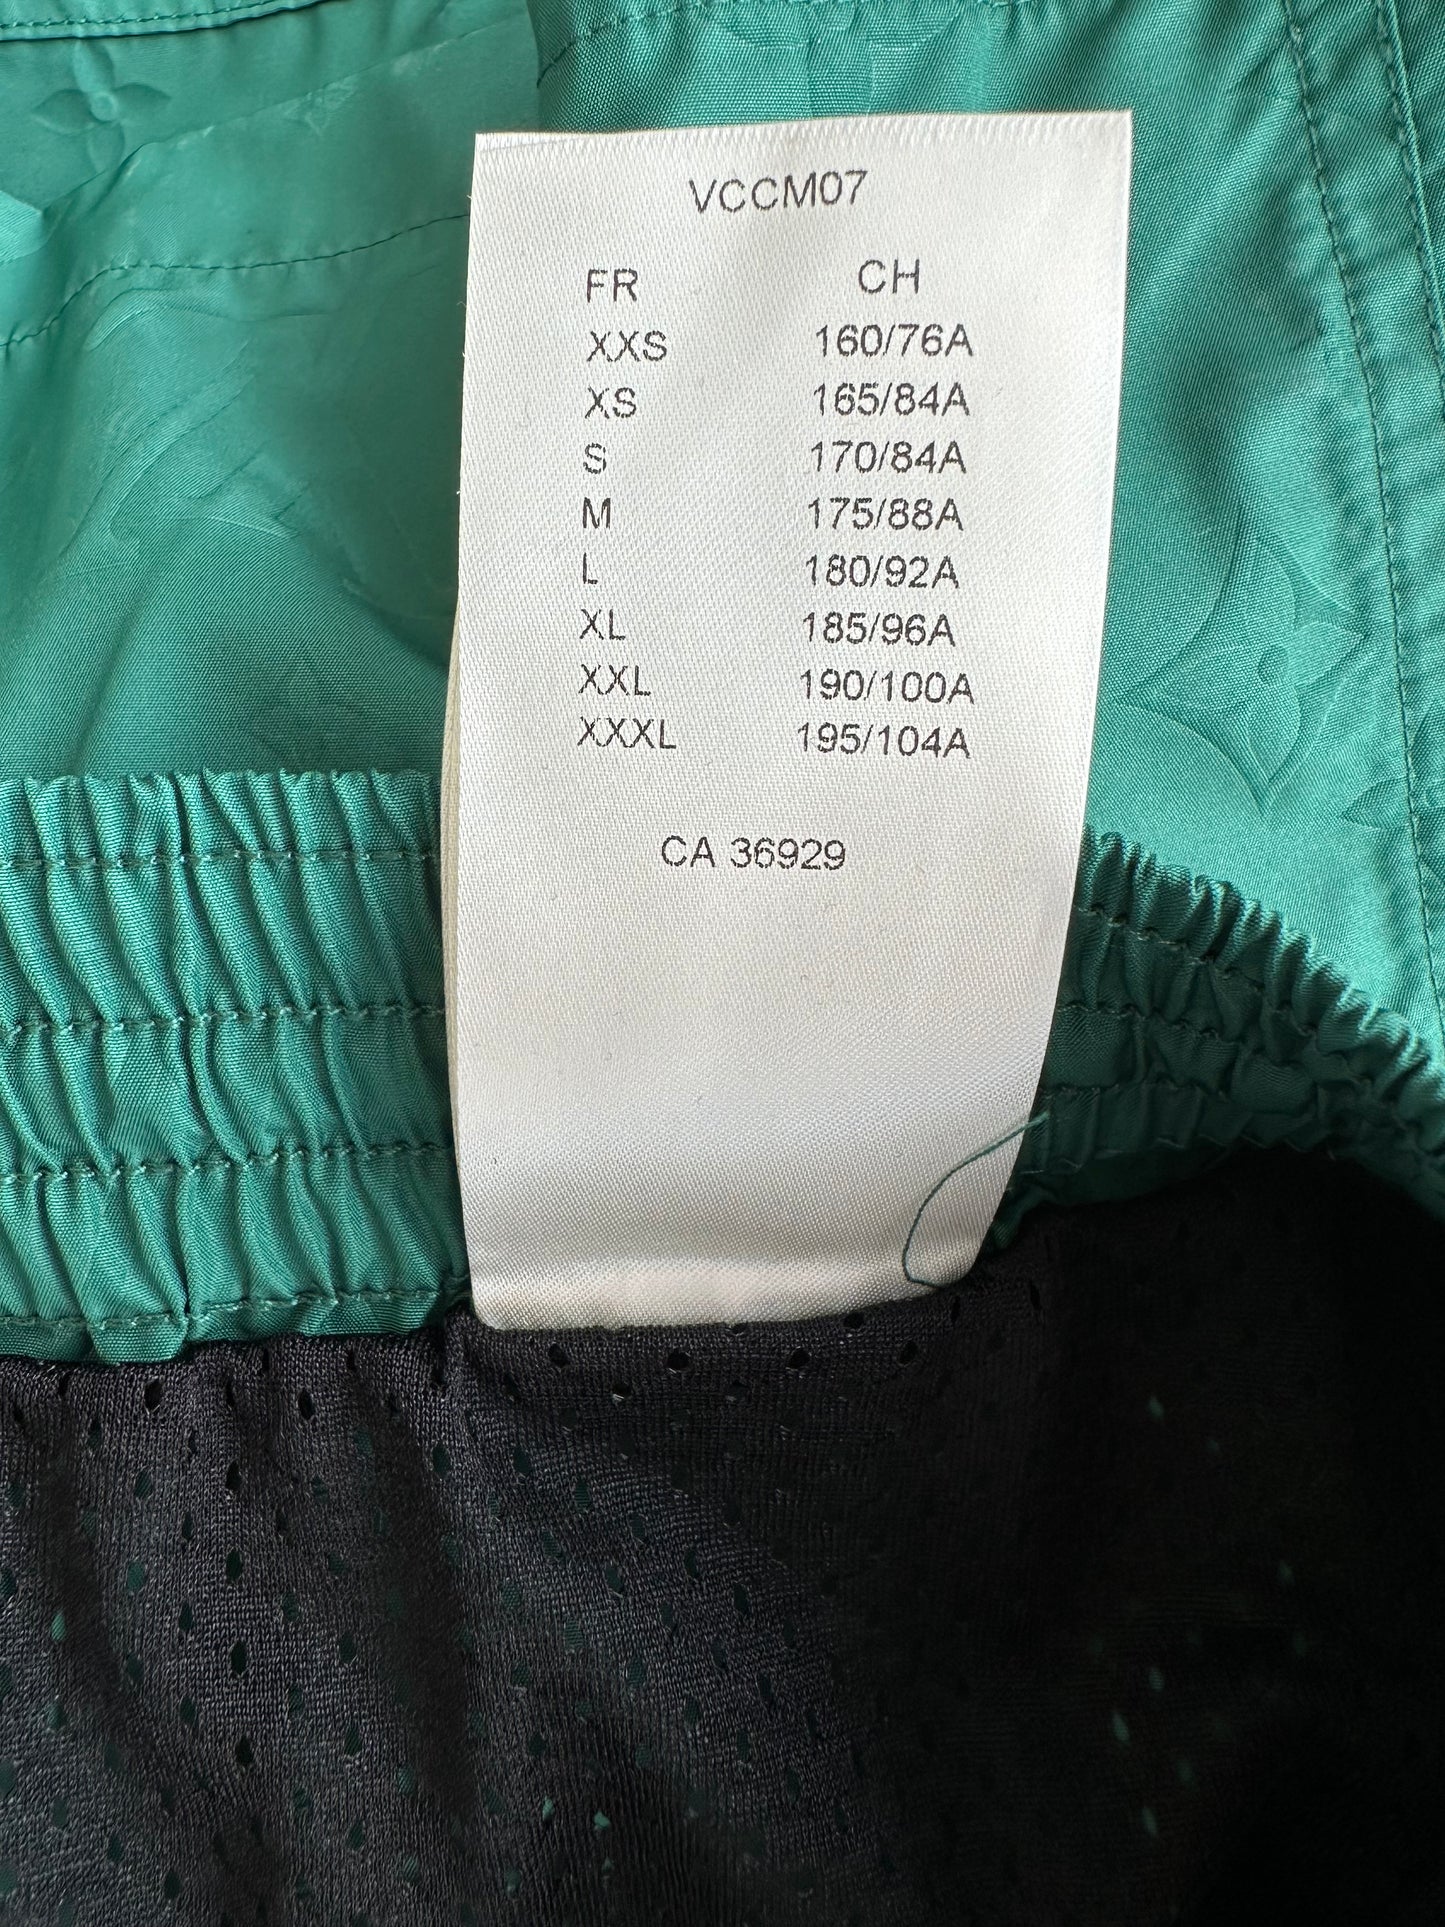 VCCM07
FR CH
XXS 160/76A
XS 165/84A
S 170/84A
M 175/88A
L 180/92A
XL 185/96A
XXL 190/100A
XXXL 195/104A
CA 36929